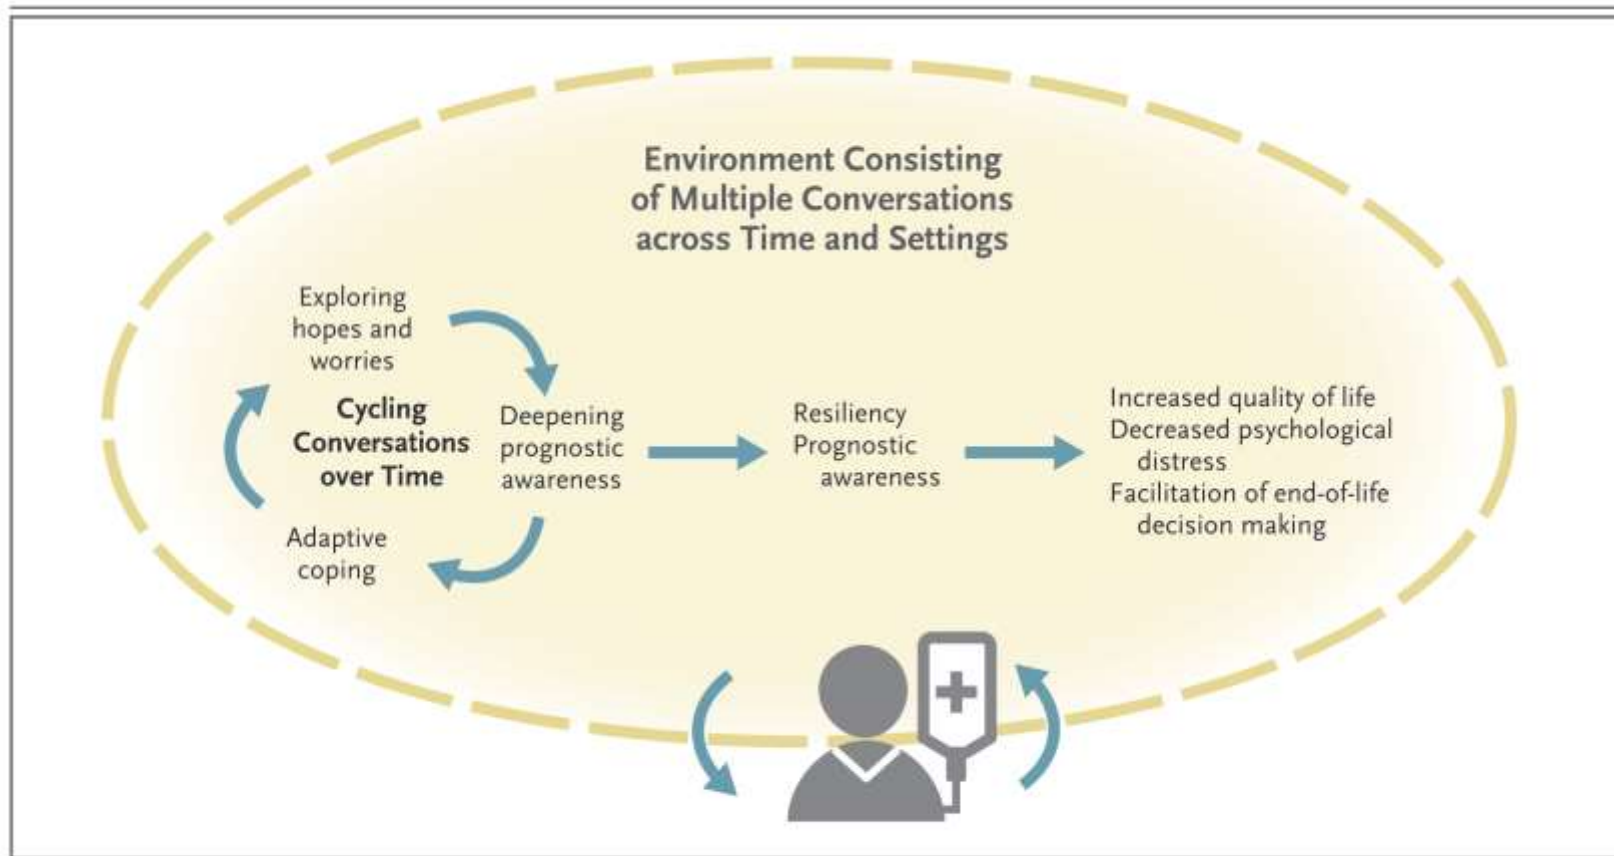 Environment Consisting
of Multiple Conversations
across Time and Settings
Exploring
hopes and
worries
Cycling
Conversations
over Time
Deepening
prognostic
awareness
Adaptive
coping
Resiliency
Prognostic
awareness
Increased quality of life
Decreased psychological
distress
Facilitation of end-of-life
decision making